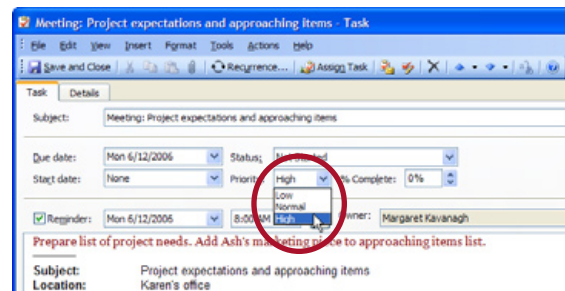 Meeting: Project expectations and approaching items - Task
File Edit View Insert Format Tools Actions Help
Save and Close Recurrence... Assign Task
Task Details
Subject: Meeting: Project expectations and approaching items
Due date: Mon 6/12/2006 Status: Not Started
Start date: None Priority: High % Complete: 0%
Low
Normal
Reminder: Mon 6/12/2006 8:00 AM High Owner: Margaret Kavanagh
Prepare list of project needs. Add Ash's marketing piece to approaching items list.
Subject: Project expectations and approaching items
Location: Karen's office